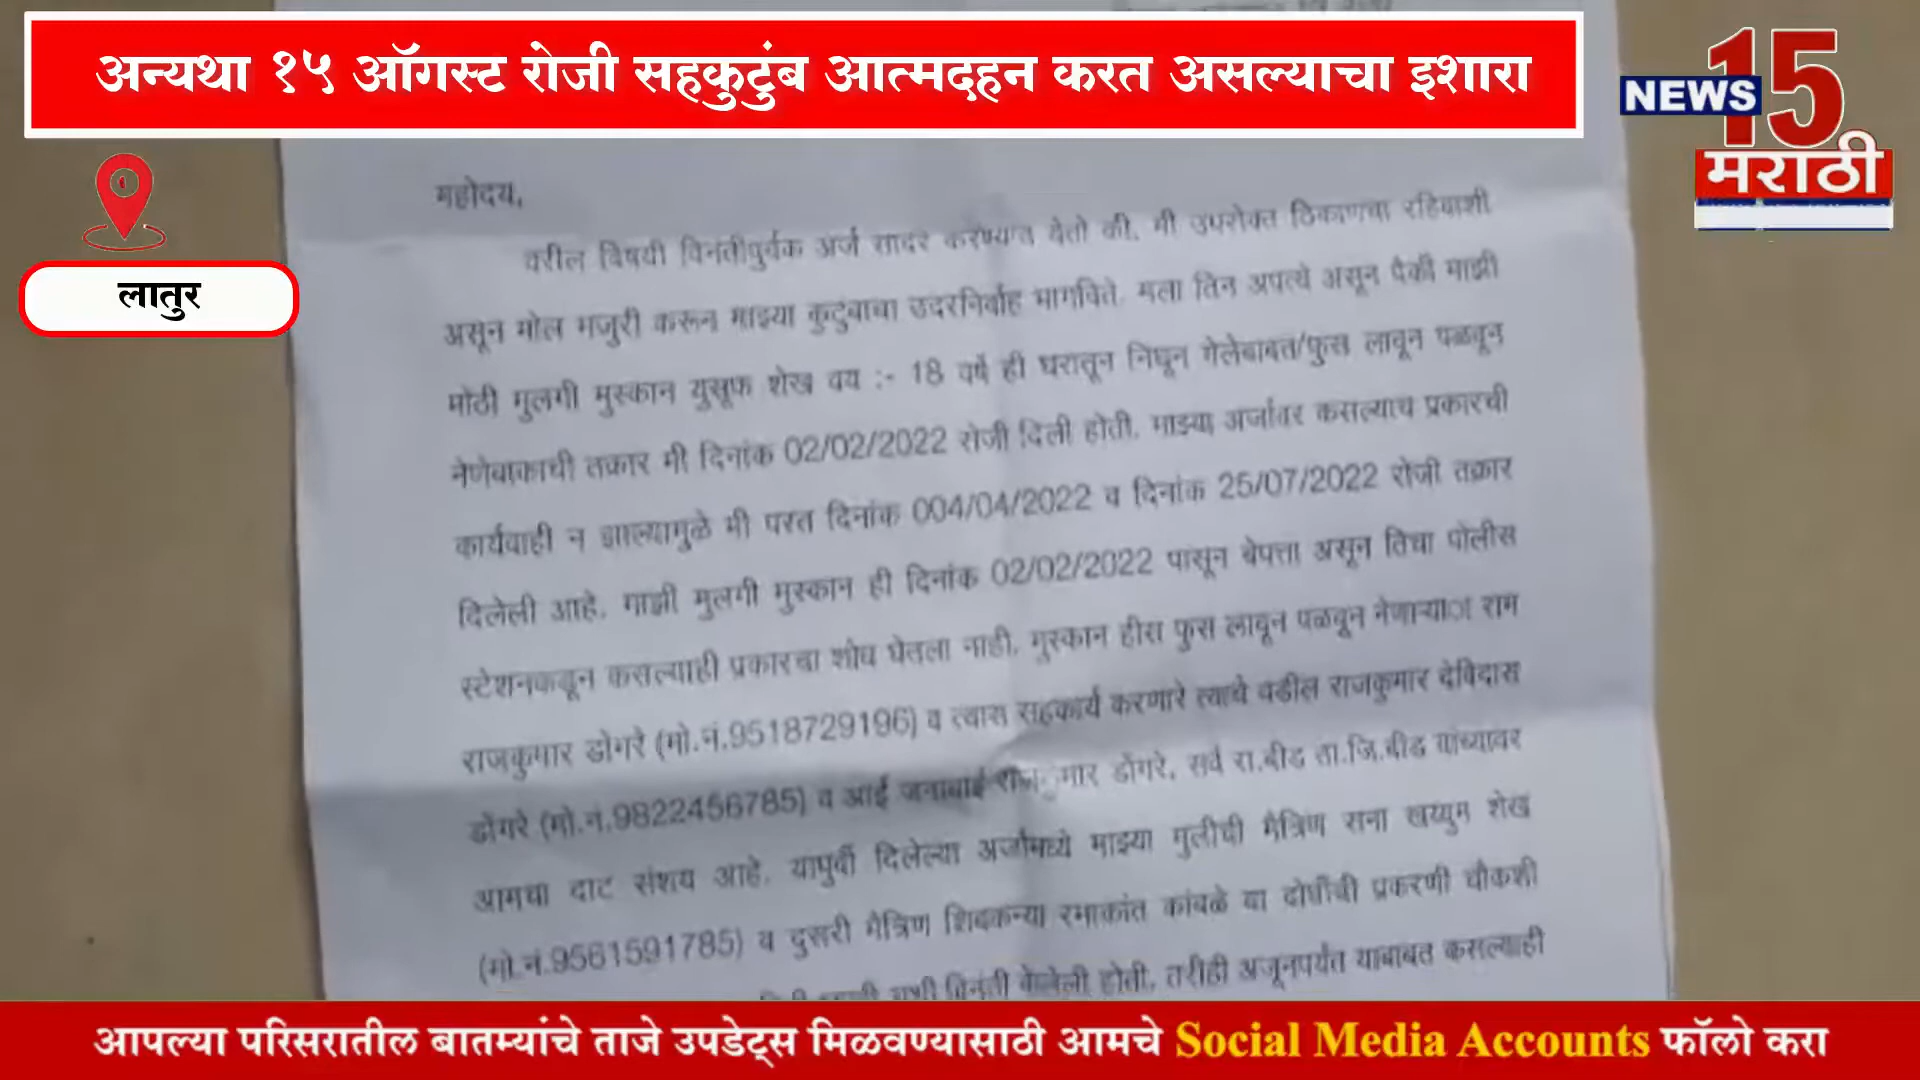 अन्यथा १५ ऑगस्ट रोजी सहकुटुंब आत्मदहन करत असल्याचा इशारा
NEWS 15
मराठी
लातुर
महोदय,
वरील विषयी विनंतीपुर्वक अर्ज सादर करण्यात येतो की, मी उपरोक्त ठिकाणचा रहिवाशी
असून मोल मजुरी करून माझ्या कुटुंबाचा उदरनिर्वाह भागविते. मला तिन अपत्ये असून पैकी माझी
मोठी मुलगी मुस्कान युसूफ शेख वय :- 18 वर्षे ही घरातून निघून गेलेबाबत/फुस लावून पळवून
नेणेबाबाची तक्रार मी दिनांक 02/02/2022 रोजी दिली होती. माझ्या अर्जावर कसल्याच प्रकारची
कार्यवाही न झाल्यामुळे मी परत दिनांक 004/04/2022 व दिनांक 25/07/2022 रोजी तक्रार
दिलेली आहे. माझी मुलगी मुस्कान ही दिनांक 02/02/2022 पासून बेपत्ता असून तिचा पोलीस
स्टेशनकडून कसल्याही प्रकारचा शोध घेतला नाही. मुस्कान हीस फुस लावून पळवून नेणाऱ्या राम
राजकुमार डोंगरे (मो.नं.9518729196) व त्यास सहकार्य करणारे त्याचे वडील राजकुमार देविदास
डोंगरे (मो.नं.9822456785) व आई जनाबाई राजकुमार डोंगरे, सर्व रा.बीड ता.जि.बीड यांच्यावर
आमचा दाट संशय आहे. यापुर्वी दिलेल्या अर्जामध्ये माझ्या मुलीची मैत्रिण सना खय्युम शेख
(मो.नं.9561591785) व दुसरी मैत्रिण शिवकन्या रमाकांत कांबळे या दोघींची प्रकरणी चौकशी
अशी विनंती केलेली होती, तरीही अजूनपर्यंत याबाबत कसल्याही
आपल्या परिसरातील बातम्यांचे ताजे उपडेट्स मिळवण्यासाठी आमचे Social Media Accounts फॉलो करा